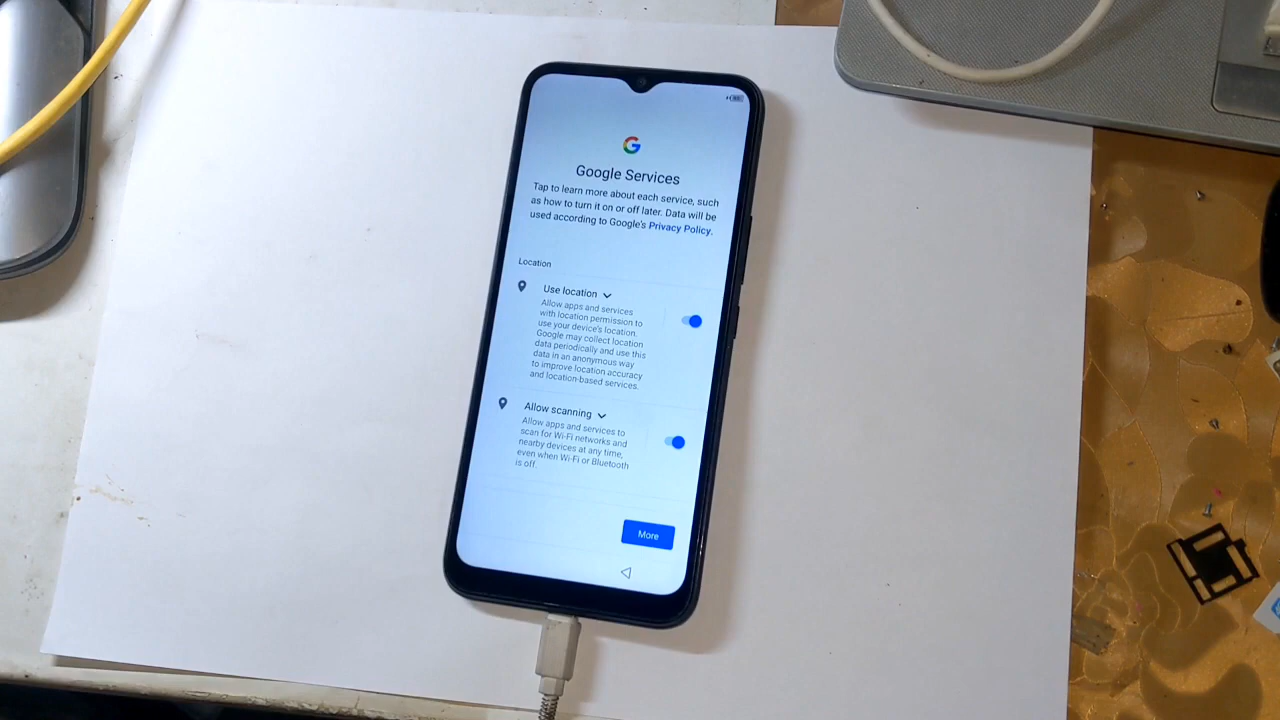 Google Services
Tap to learn more about each service, such
as how to turn it on or off later. Data will be
used according to Google's Privacy Policy.
Location
Use location
Allow apps and services
with location permission to
use your device's location.
Google may collect location
data periodically and use this
data in an anonymous way
to improve location accuracy
and location-based services.
Allow scanning
Allow apps and services to
scan for Wi-Fi networks and
nearby devices at any time,
even when Wi-Fi or Bluetooth
is off.
More